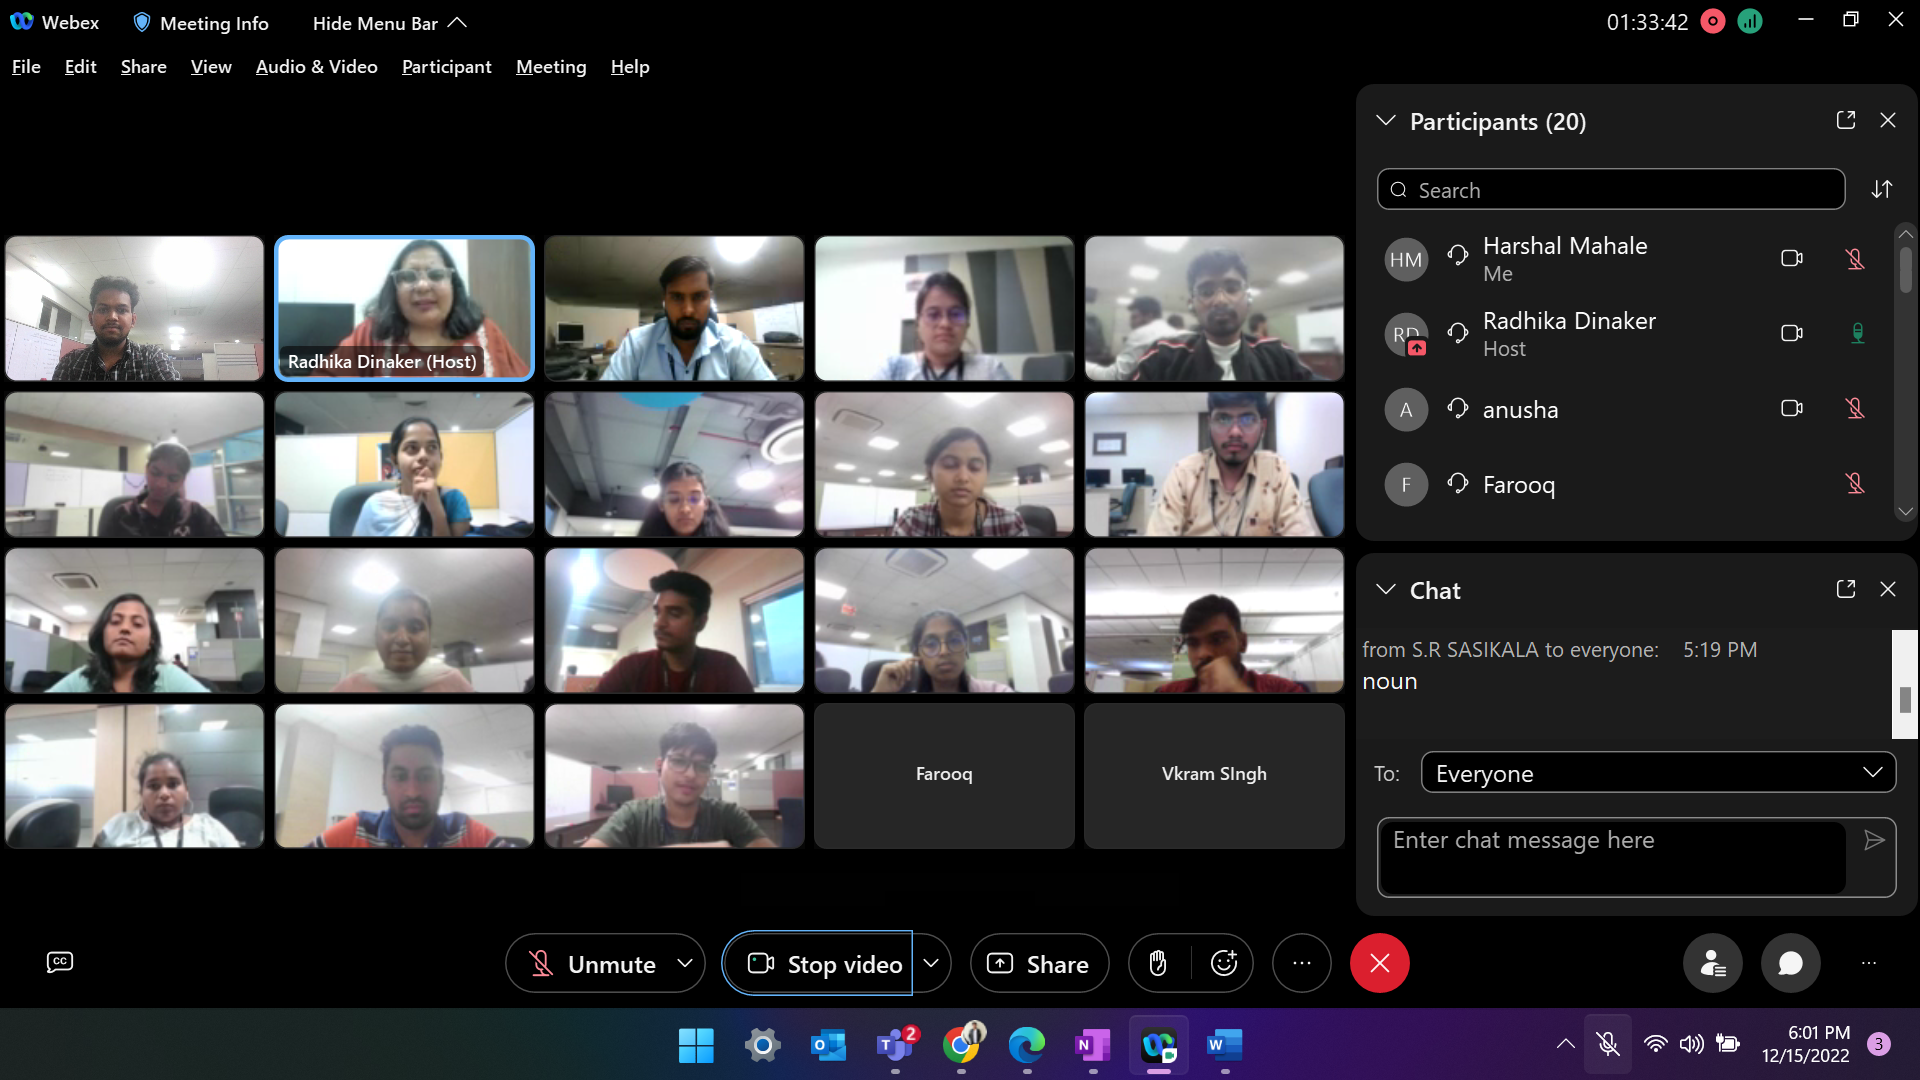 Webex
Meeting Info
Hide Menu Bar
01:33:42
File Edit Share View Audio & Video Participant Meeting Help
Radhika Dinaker (Host)
Farooq
Vkram SIngh
Participants (20)
Search
HM
Harshal Mahale
Me
RD
Radhika Dinaker
Host
A
anusha
F
Farooq
Chat
from S.R SASIKALA to everyone: 5:19 PM
noun
To: Everyone
Enter chat message here
CC
Unmute
Stop video
Share
2
6:01 PM
12/15/2022
3